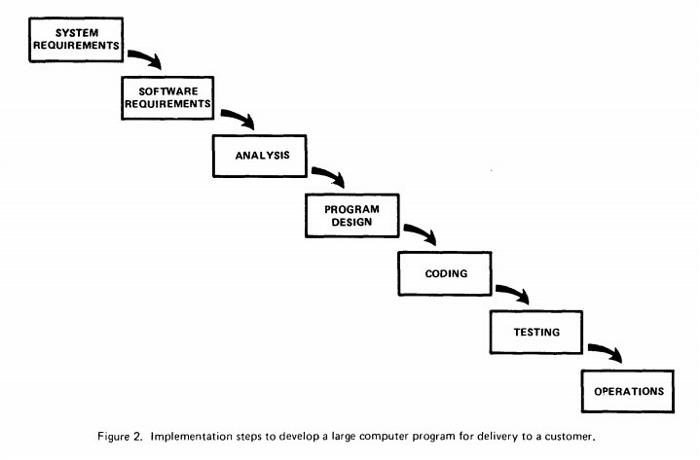 SYSTEM
REQUIREMENTS
SOFTWARE
REQUIREMENTS
ANALYSIS
PROGRAM
DESIGN
CODING
TESTING
OPERATIONS
Figure 2. Implementation steps to develop a large computer program for delivery to a customer.